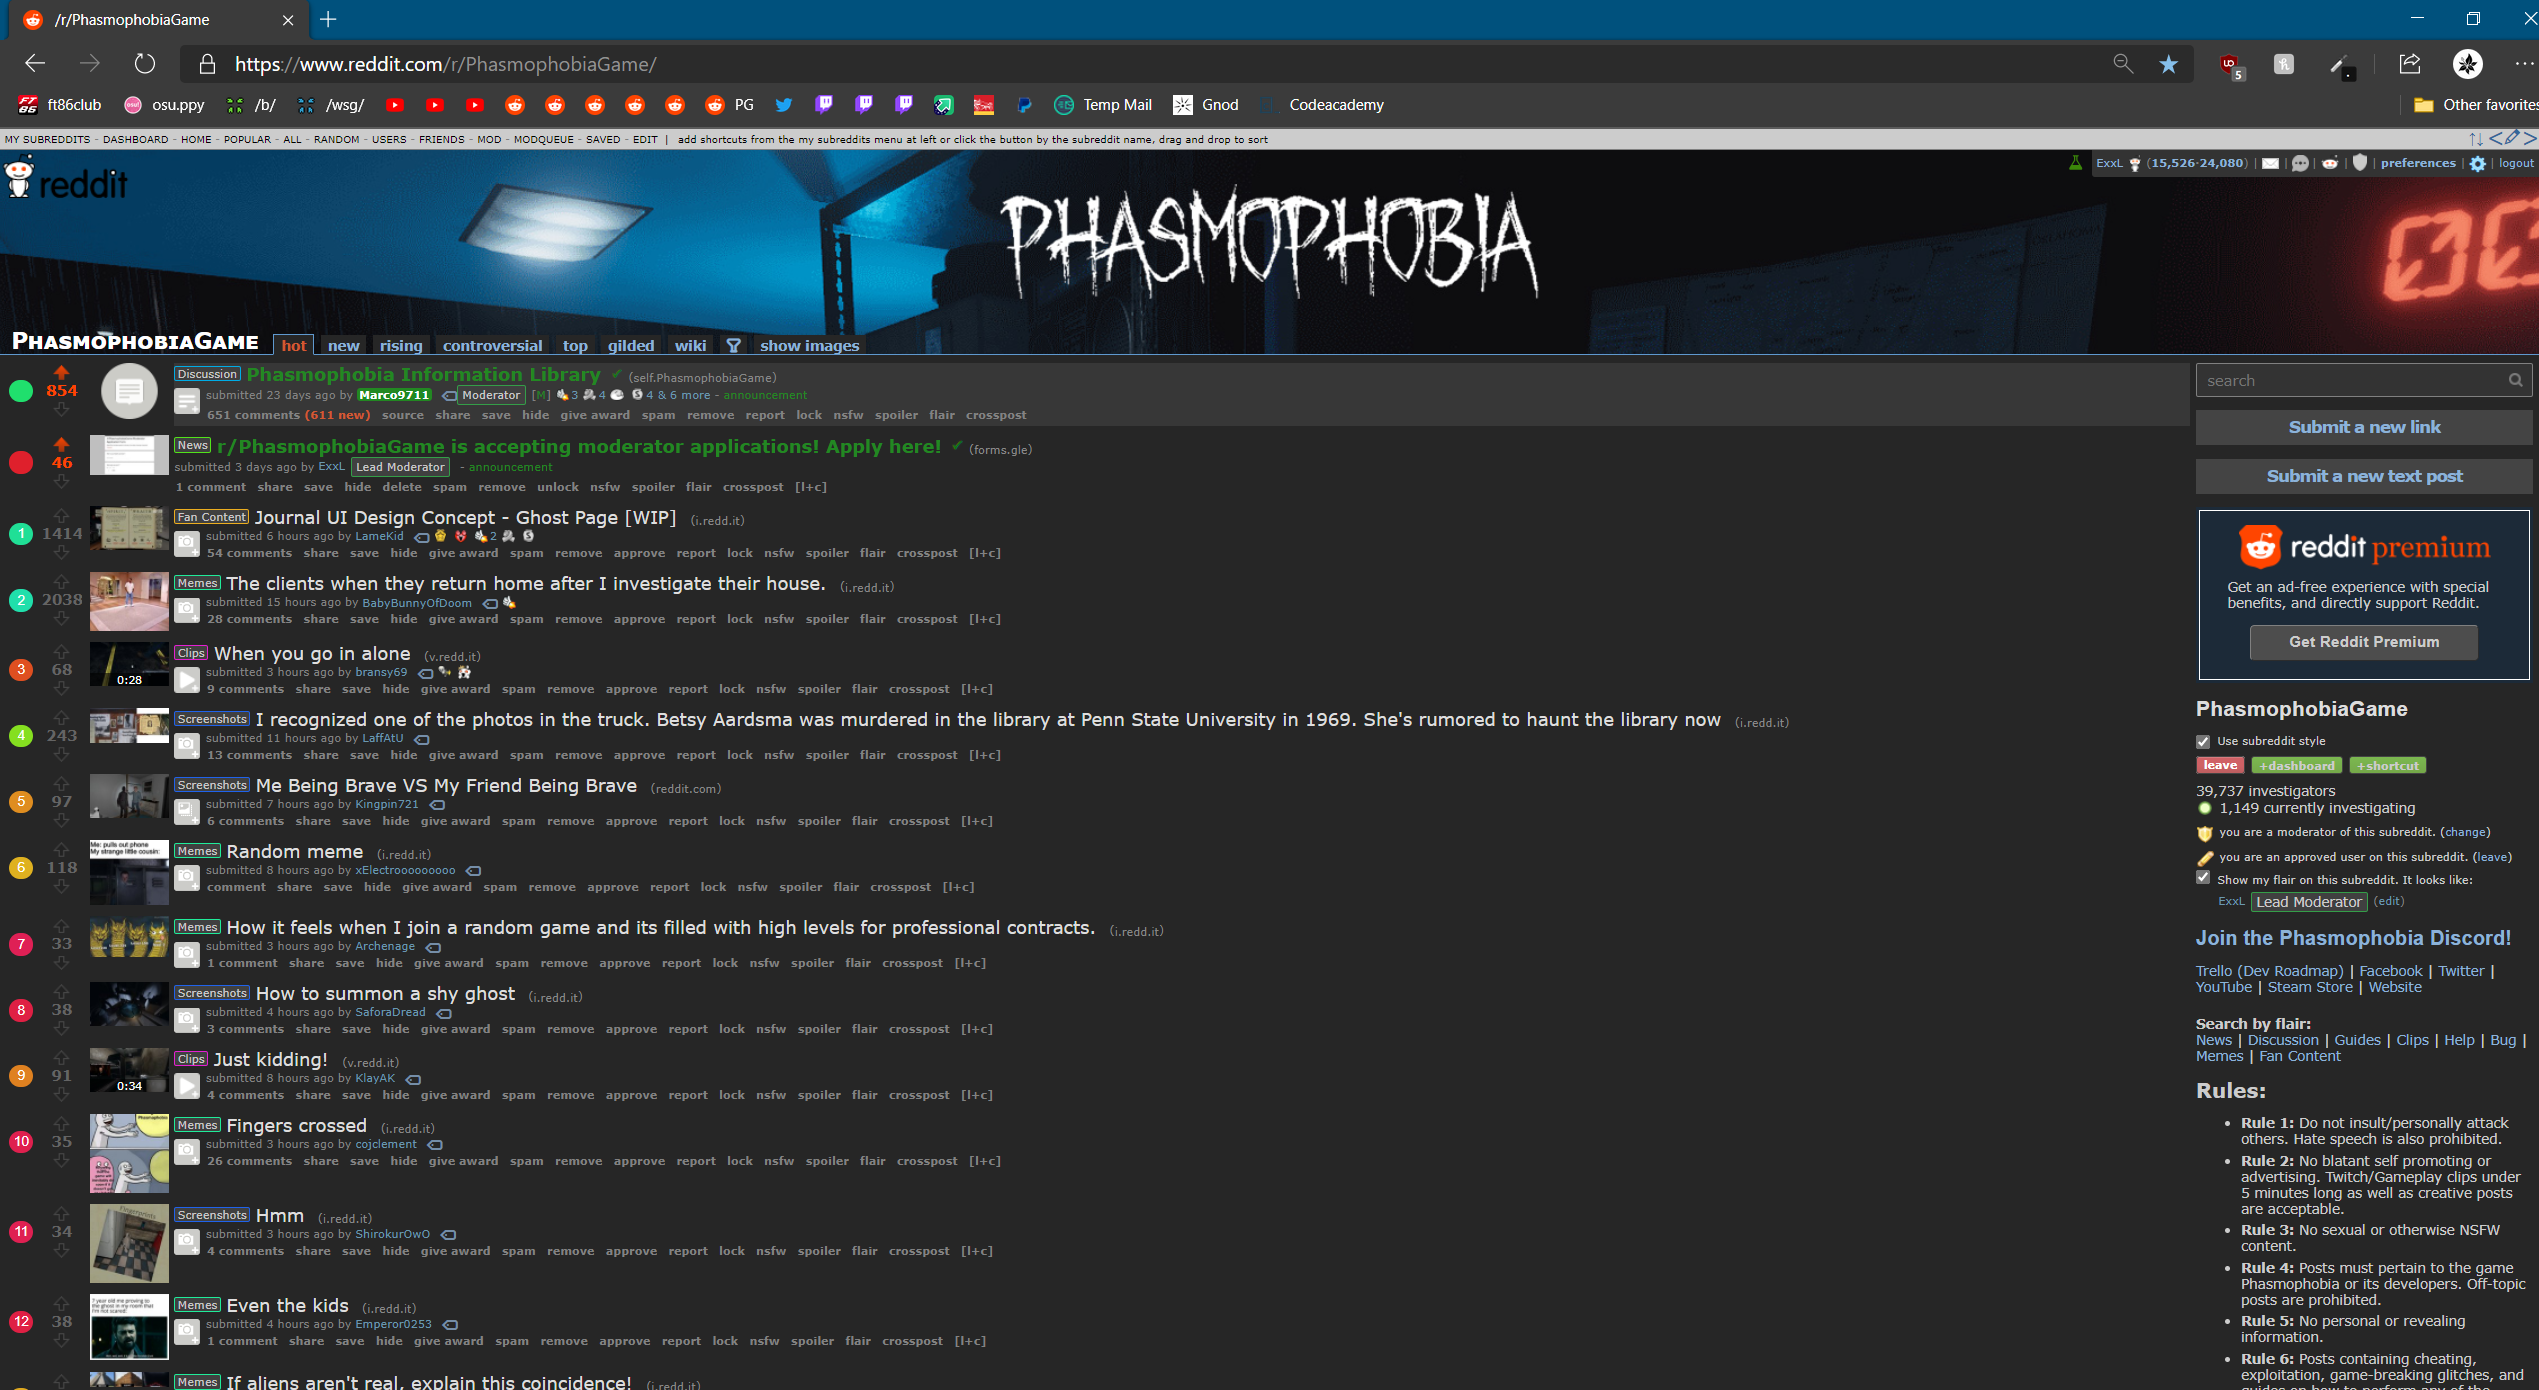 /r/PhasmophobiaGame
https://www.reddit.com/r/PhasmophobiaGame/
ft86club osu.ppy /b/ /wsg/ PG Temp Mail Gnod Codeacademy Other favorites
MY SUBREDDITS - DASHBOARD - HOME - POPULAR - ALL - RANDOM - USERS - FRIENDS - MOD - MODQUEUE - SAVED - EDIT | add shortcuts from the my subreddits menu at left or click the button by the subreddit name, drag and drop to sort
ExxL (15,526·24,080) | | | | | preferences | | logout
reddit
PHASMOPHOBIA
PhasmophobiaGame hot new rising controversial top gilded wiki show images
854
Discussion Phasmophobia Information Library ✔ (self.PhasmophobiaGame)
submitted 23 days ago by Marco9711 Moderator [M] 3 4 4 & 6 more - announcement
651 comments (611 new) source share save hide give award spam remove report lock nsfw spoiler flair crosspost
46
News r/PhasmophobiaGame is accepting moderator applications! Apply here! ✔ (forms.gle)
submitted 3 days ago by ExxL Lead Moderator - announcement
1 comment share save hide delete spam remove unlock nsfw spoiler flair crosspost [l+c]
1 1414
Fan Content Journal UI Design Concept - Ghost Page [WIP] (i.redd.it)
submitted 6 hours ago by LameKid 2
54 comments share save hide give award spam remove approve report lock nsfw spoiler flair crosspost [l+c]
2 2038
Memes The clients when they return home after I investigate their house. (i.redd.it)
submitted 15 hours ago by BabyBunnyOfDoom
28 comments share save hide give award spam remove approve report lock nsfw spoiler flair crosspost [l+c]
3 68
0:28
Clips When you go in alone (v.redd.it)
submitted 3 hours ago by bransy69
9 comments share save hide give award spam remove approve report lock nsfw spoiler flair crosspost [l+c]
4 243
Screenshots I recognized one of the photos in the truck. Betsy Aardsma was murdered in the library at Penn State University in 1969. She's rumored to haunt the library now (i.redd.it)
submitted 11 hours ago by LaffAtU
13 comments share save hide give award spam remove approve report lock nsfw spoiler flair crosspost [l+c]
5 97
Screenshots Me Being Brave VS My Friend Being Brave (reddit.com)
submitted 7 hours ago by Kingpin721
6 comments share save hide give award spam remove approve report lock nsfw spoiler flair crosspost [l+c]
6 118
Me: pulls out phone
My strange little cousin:
Memes Random meme (i.redd.it)
submitted 8 hours ago by xElectrooooooooo
comment share save hide give award spam remove approve report lock nsfw spoiler flair crosspost [l+c]
7 33
Memes How it feels when I join a random game and its filled with high levels for professional contracts. (i.redd.it)
submitted 3 hours ago by Archenage
1 comment share save hide give award spam remove approve report lock nsfw spoiler flair crosspost [l+c]
8 38
Screenshots How to summon a shy ghost (i.redd.it)
submitted 4 hours ago by SaforaDread
3 comments share save hide give award spam remove approve report lock nsfw spoiler flair crosspost [l+c]
9 91
0:34
Clips Just kidding! (v.redd.it)
submitted 8 hours ago by KlayAK
4 comments share save hide give award spam remove approve report lock nsfw spoiler flair crosspost [l+c]
10 35
Memes Fingers crossed (i.redd.it)
submitted 3 hours ago by cojclement
26 comments share save hide give award spam remove approve report lock nsfw spoiler flair crosspost [l+c]
11 34
Fingerprints
Screenshots Hmm (i.redd.it)
submitted 3 hours ago by ShirokurOwO
4 comments share save hide give award spam remove approve report lock nsfw spoiler flair crosspost [l+c]
12 38
7 year old me proving to
the ghost in my room that
I'm not scared:
Memes Even the kids (i.redd.it)
submitted 4 hours ago by Emperor0253
1 comment share save hide give award spam remove approve report lock nsfw spoiler flair crosspost [l+c]
Memes If aliens aren't real, explain this coincidence! (i.redd.it)
search
Submit a new link
Submit a new text post
reddit premium
Get an ad-free experience with special
benefits, and directly support Reddit.
Get Reddit Premium
PhasmophobiaGame
Use subreddit style
leave +dashboard +shortcut
39,737 investigators
1,149 currently investigating
you are a moderator of this subreddit. (change)
you are an approved user on this subreddit. (leave)
Show my flair on this subreddit. It looks like:
ExxL Lead Moderator (edit)
Join the Phasmophobia Discord!
Trello (Dev Roadmap) | Facebook | Twitter |
YouTube | Steam Store | Website
Search by flair:
News | Discussion | Guides | Clips | Help | Bug |
Memes | Fan Content
Rules:
• Rule 1: Do not insult/personally attack
others. Hate speech is also prohibited.
• Rule 2: No blatant self promoting or
advertising. Twitch/Gameplay clips under
5 minutes long as well as creative posts
are acceptable.
• Rule 3: No sexual or otherwise NSFW
content.
• Rule 4: Posts must pertain to the game
Phasmophobia or its developers. Off-topic
posts are prohibited.
• Rule 5: No personal or revealing
information.
• Rule 6: Posts containing cheating,
exploitation, game-breaking glitches, and
guides on how to perform any of the